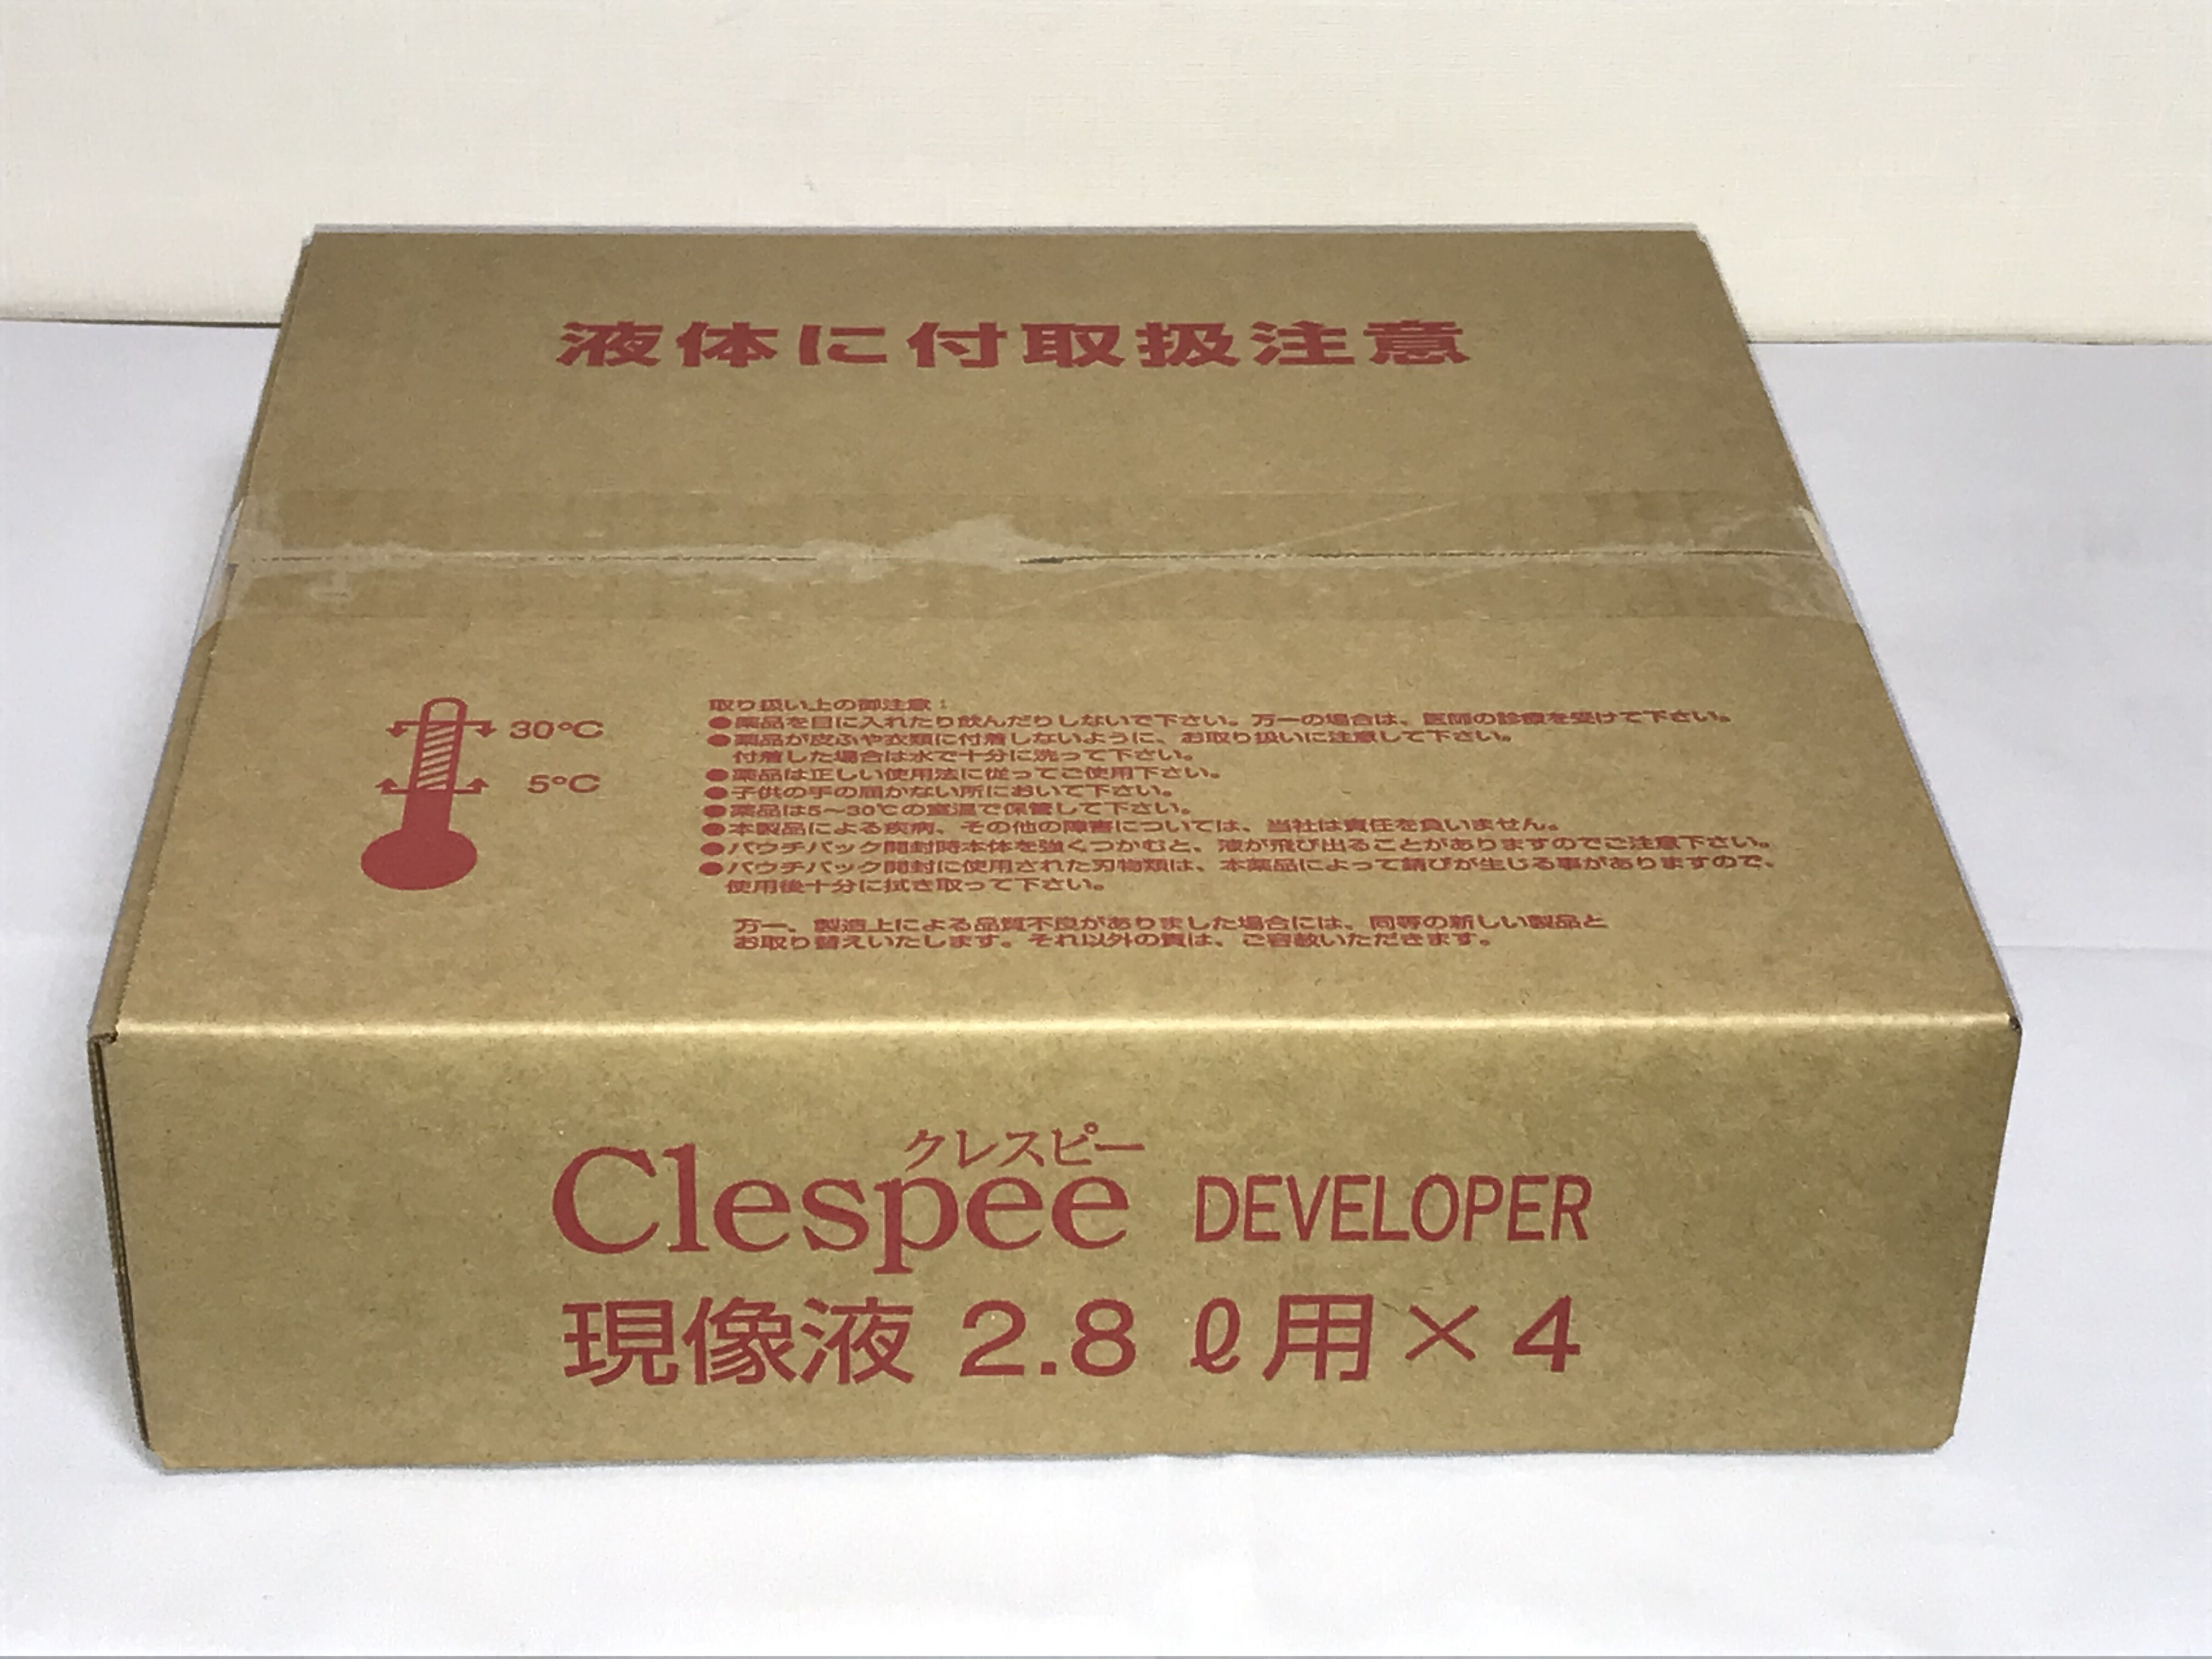 液体に付取扱注意
30℃
5℃
取り扱い上の御注意：
●薬品を目に入れたり飲んだりしないで下さい。万一の場合は、医師の診療を受けて下さい。
●薬品が皮ふや衣類に付着しないように、お取り扱いに注意して下さい。
付着した場合は水で十分に洗って下さい。
●薬品は正しい使用法に従ってご使用下さい。
●子供の手の届かない所において下さい。
●薬品は5～30℃の室温で保管して下さい。
●本製品による疾病、その他の障害については、当社は責任を負いません。
●パウチパック開封時本体を強くつかむと、液が飛び出ることがありますのでご注意下さい。
●パウチパック開封に使用された刃物類は、本薬品によって錆びが生じる事がありますので、
使用後十分に拭き取って下さい。
万一、製造上による品質不良がありました場合には、同等の新しい製品と
お取り替えいたします。それ以外の責は、ご容赦いただきます。
クレスピー
Clespee DEVELOPER
現像液 2.8 ℓ用×4